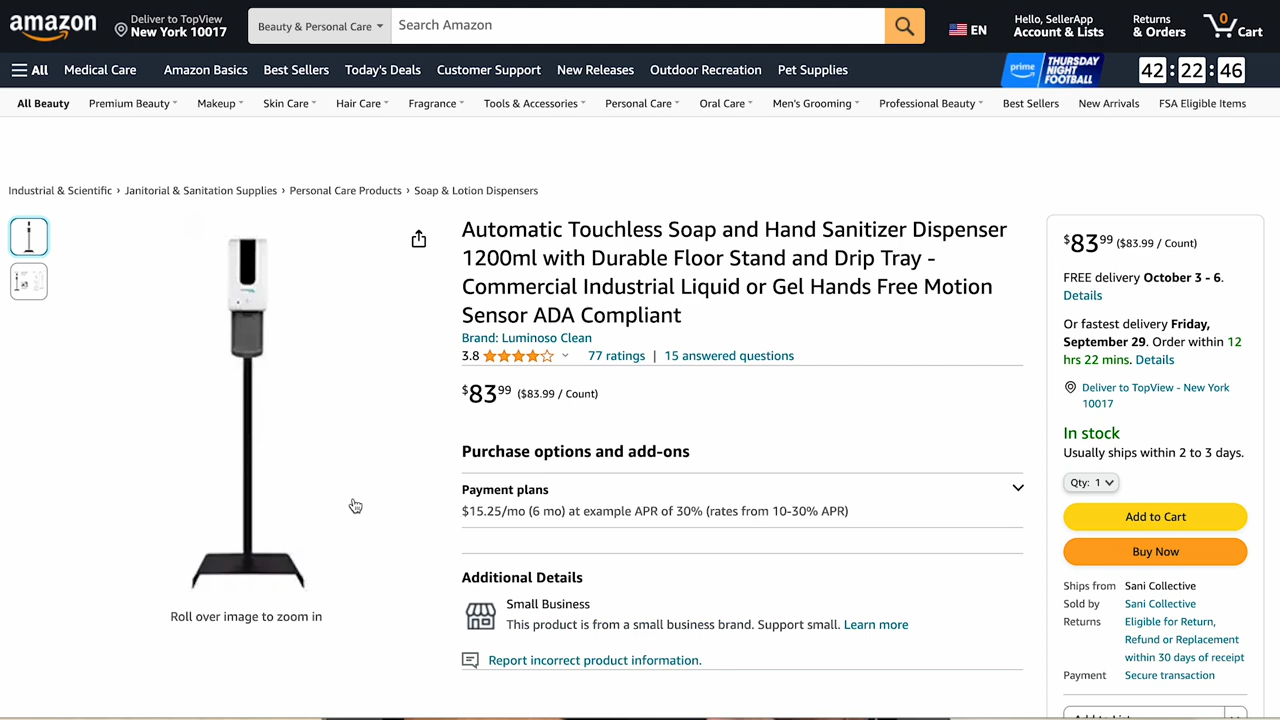 amazon
Deliver to TopView
New York 10017
Beauty & Personal Care
Search Amazon
EN
Hello, SellerApp
Account & Lists
Returns
& Orders
0
Cart
All
Medical Care
Amazon Basics
Best Sellers
Today's Deals
Customer Support
New Releases
Outdoor Recreation
Pet Supplies
prime
THURSDAY
NIGHT
FOOTBALL
42:22:46
All Beauty
Premium Beauty
Makeup
Skin Care
Hair Care
Fragrance
Tools & Accessories
Personal Care
Oral Care
Men's Grooming
Professional Beauty
Best Sellers
New Arrivals
FSA Eligible Items
Industrial & Scientific › Janitorial & Sanitation Supplies › Personal Care Products › Soap & Lotion Dispensers
Roll over image to zoom in
Automatic Touchless Soap and Hand Sanitizer Dispenser
1200ml with Durable Floor Stand and Drip Tray -
Commercial Industrial Liquid or Gel Hands Free Motion
Sensor ADA Compliant
Brand: Luminoso Clean
3.8
77 ratings | 15 answered questions
$83.99 ($83.99 / Count)
Purchase options and add-ons
Payment plans
$15.25/mo (6 mo) at example APR of 30% (rates from 10-30% APR)
Additional Details
Small Business
This product is from a small business brand. Support small. Learn more
Report incorrect product information.
$83.99 ($83.99 / Count)
FREE delivery October 3 - 6.
Details
Or fastest delivery Friday,
September 29. Order within 12
hrs 22 mins. Details
Deliver to TopView - New York
10017
In stock
Usually ships within 2 to 3 days.
Qty: 1
Add to Cart
Buy Now
Ships from Sani Collective
Sold by Sani Collective
Returns Eligible for Return,
Refund or Replacement
within 30 days of receipt
Payment Secure transaction
Add to List